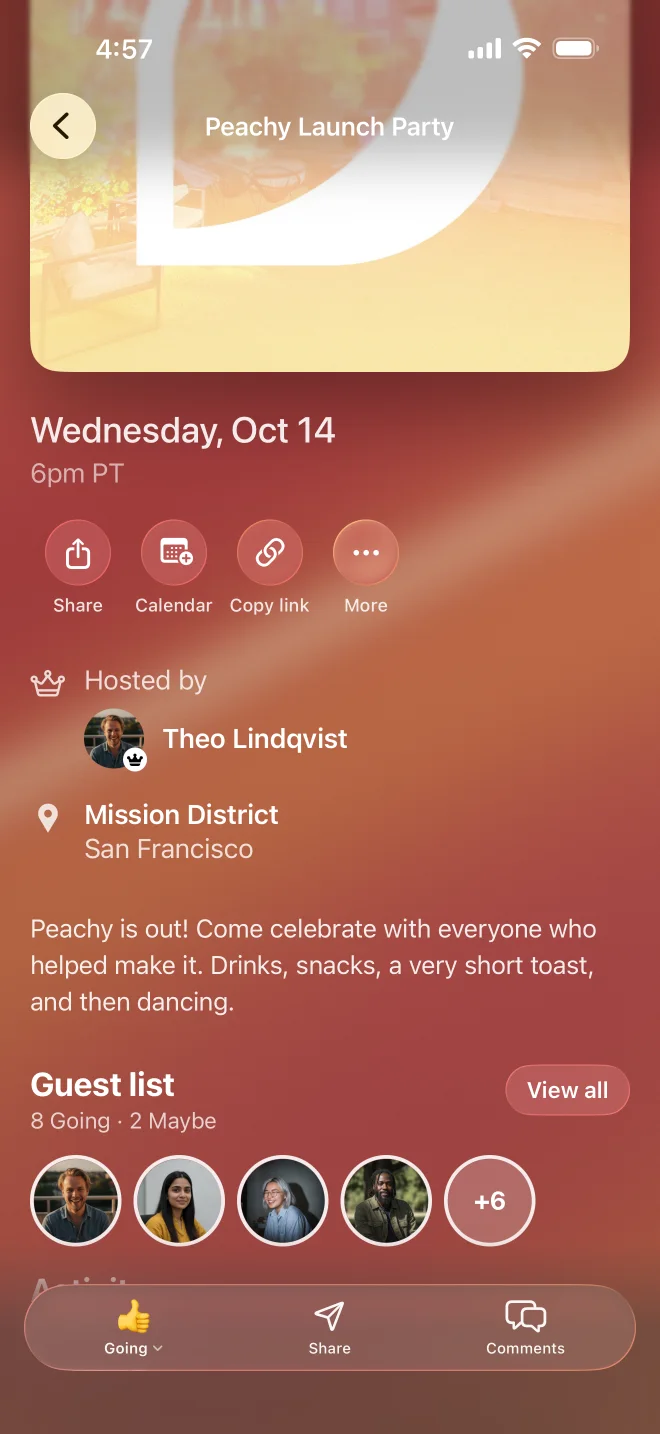 4:57
Peachy Launch Party
Wednesday, Oct 14
6pm PT
Share
Calendar
Copy link
More
Hosted by
Theo Lindqvist
Mission District
San Francisco
Peachy is out! Come celebrate with everyone who
helped make it. Drinks, snacks, a very short toast,
and then dancing.
Guest list
View all
8 Going · 2 Maybe
+6
Going
Share
Comments